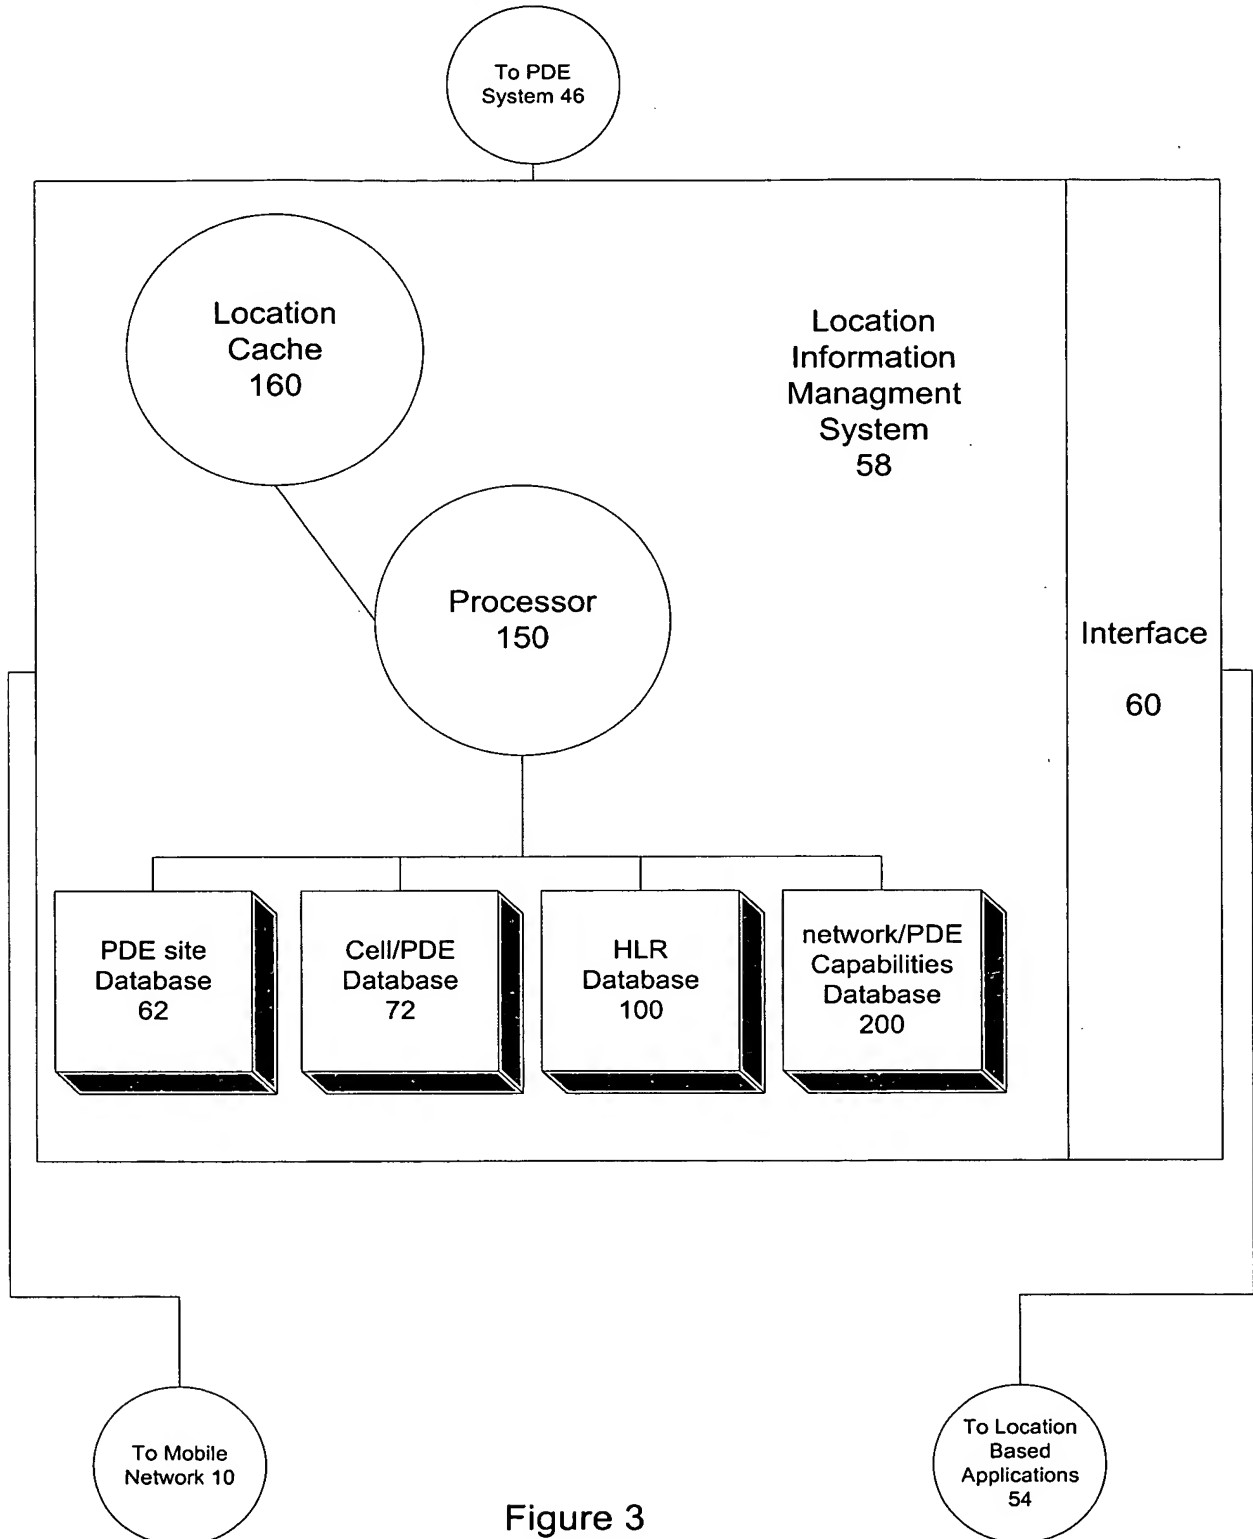 To PDE
System 46
Location
Cache
160
Location
Information
Managment
System
58
Processor
150
Interface
60
PDE site
Database
62
Cell/PDE
Database
72
HLR
Database
100
network/PDE
Capabilities
Database
200
To Mobile
Network 10
To Location
Based
Applications
54
Figure 3